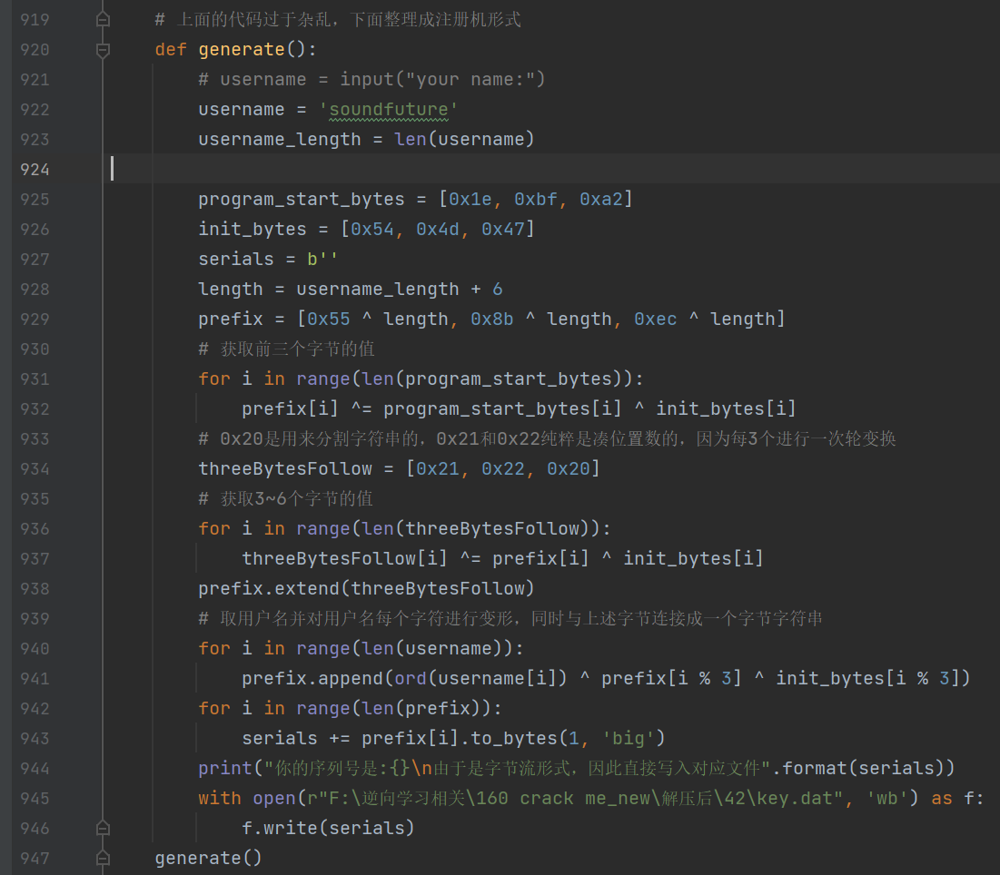 919 # 上面的代码过于杂乱，下面整理成注册机形式
920 def generate():
921 # username = input("your name:")
922 username = 'soundfuture'
923 username_length = len(username)
924
925 program_start_bytes = [0x1e, 0xbf, 0xa2]
926 init_bytes = [0x54, 0x4d, 0x47]
927 serials = b''
928 length = username_length + 6
929 prefix = [0x55 ^ length, 0x8b ^ length, 0xec ^ length]
930 # 获取前三个字节的值
931 for i in range(len(program_start_bytes)):
932 prefix[i] ^= program_start_bytes[i] ^ init_bytes[i]
933 # 0x20是用来分割字符串的，0x21和0x22纯粹是凑位置数的，因为每3个进行一次轮变换
934 threeBytesFollow = [0x21, 0x22, 0x20]
935 # 获取3~6个字节的值
936 for i in range(len(threeBytesFollow)):
937 threeBytesFollow[i] ^= prefix[i] ^ init_bytes[i]
938 prefix.extend(threeBytesFollow)
939 # 取用户名并对用户名每个字符进行变形，同时与上述字节连接成一个字节字符串
940 for i in range(len(username)):
941 prefix.append(ord(username[i]) ^ prefix[i % 3] ^ init_bytes[i % 3])
942 for i in range(len(prefix)):
943 serials += prefix[i].to_bytes(1, 'big')
944 print("你的序列号是:{}\n由于是字节流形式，因此直接写入对应文件".format(serials))
945 with open(r"F:\逆向学习相关\160 crack me_new\解压后\42\key.dat", 'wb') as f:
946 f.write(serials)
947 generate()